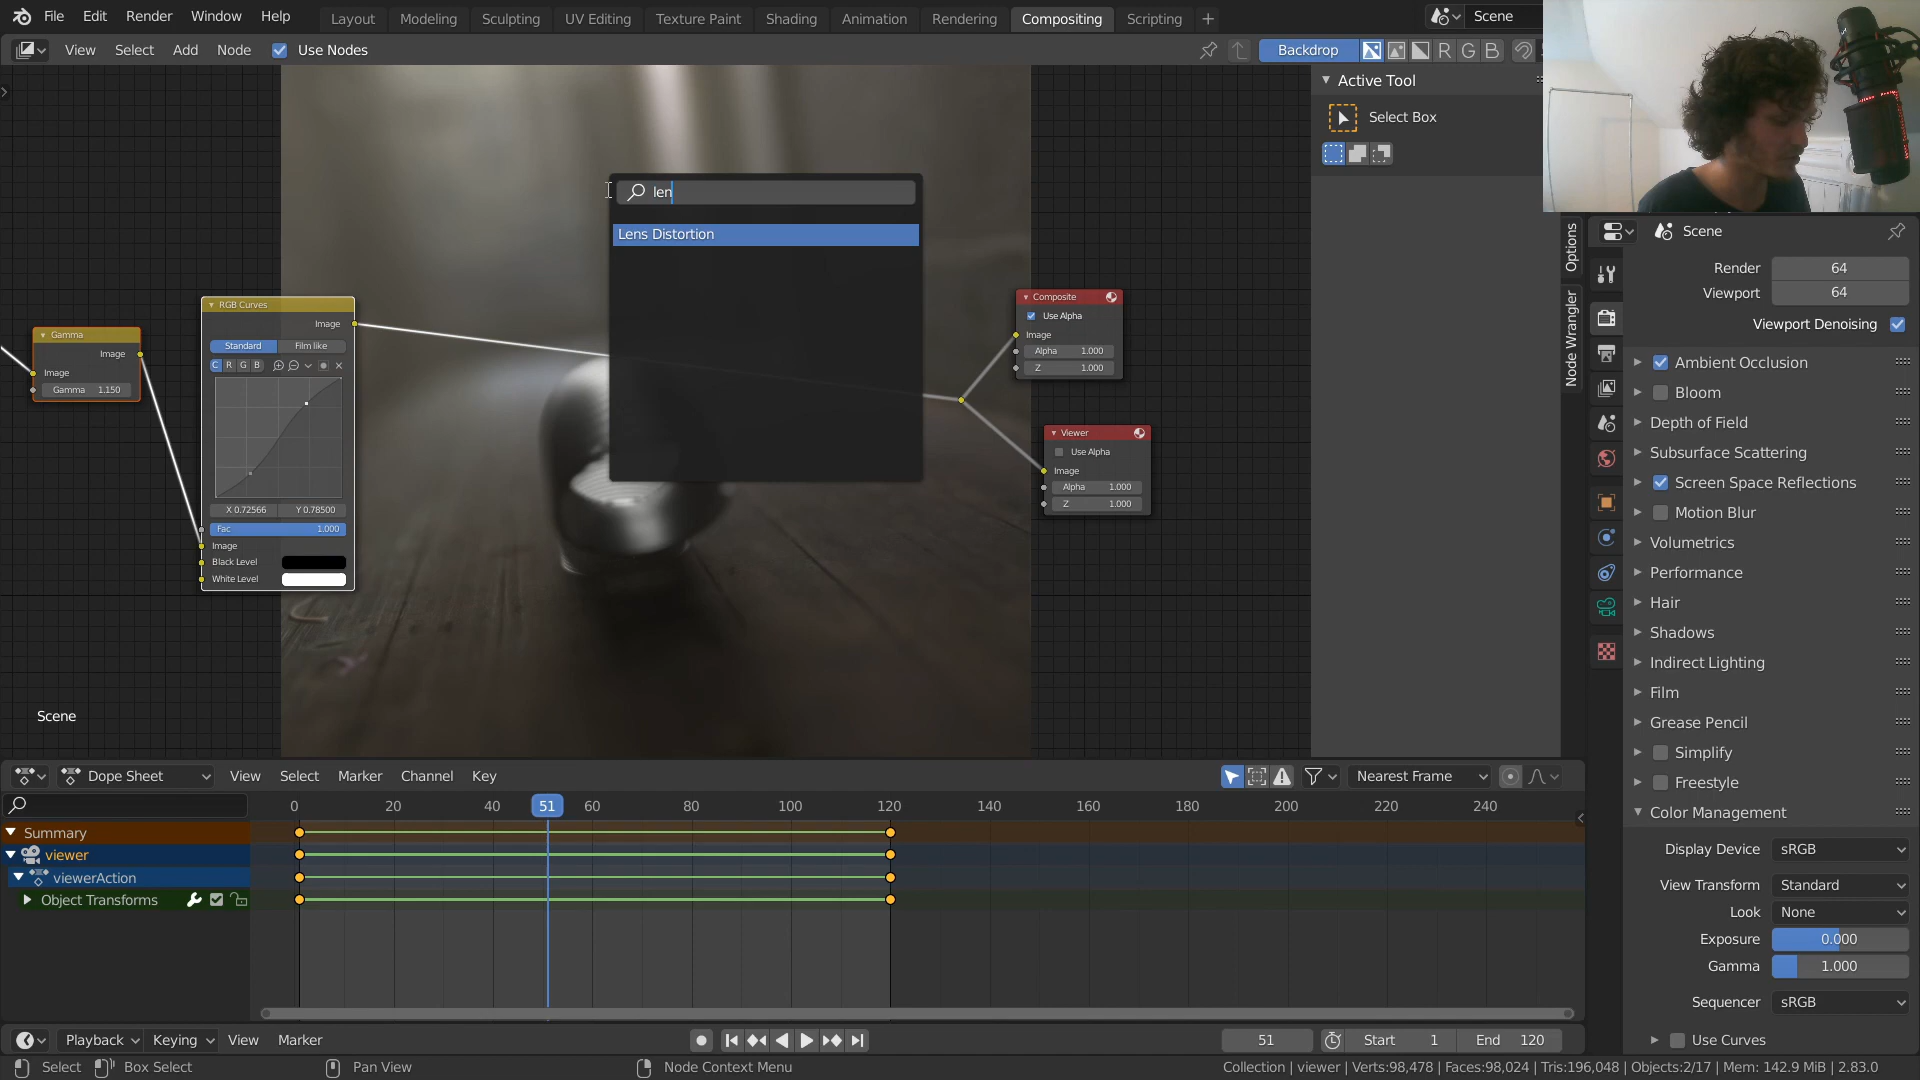 File Edit Render Window Help Layout Modeling Sculpting UV Editing Texture Paint Shading Animation Rendering Compositing Scripting + Scene
View Select Add Node Use Nodes Backdrop R G B
Active Tool
Select Box
len
Lens Distortion
Options
Node Wrangler
Gamma
Image
Image
Gamma 1.150
RGB Curves
Image
Standard Film like
C R G B
X 0.72566 Y 0.78500
Fac 1.000
Image
Black Level
White Level
Composite
Use Alpha
Image
Alpha 1.000
Z 1.000
Viewer
Use Alpha
Image
Alpha 1.000
Z 1.000
Scene
Scene
Render 64
Viewport 64
Viewport Denoising
Ambient Occlusion
Bloom
Depth of Field
Subsurface Scattering
Screen Space Reflections
Motion Blur
Volumetrics
Performance
Hair
Shadows
Indirect Lighting
Film
Grease Pencil
Simplify
Freestyle
Color Management
Display Device sRGB
View Transform Standard
Look None
Exposure 0.000
Gamma 1.000
Sequencer sRGB
Use Curves
Dope Sheet View Select Marker Channel Key Nearest Frame
0 20 40 51 60 80 100 120 140 160 180 200 220 240
Summary
viewer
viewerAction
Object Transforms
Playback Keying View Marker 51 Start 1 End 120
Select Box Select Pan View Node Context Menu Collection | viewer | Verts:98,478 | Faces:98,024 | Tris:196,048 | Objects:2/17 | Mem: 142.9 MiB | 2.83.0